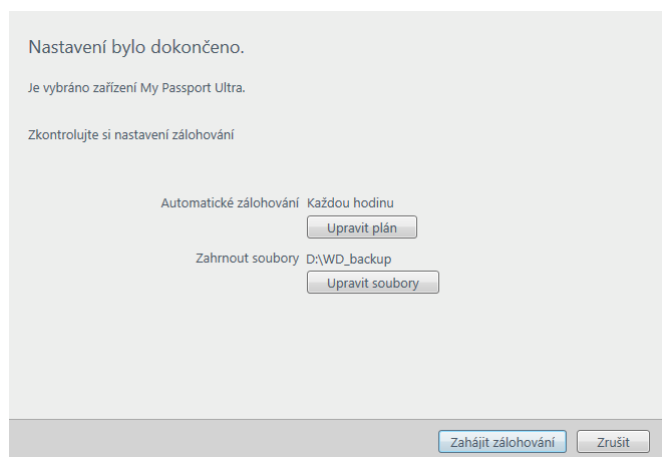 Nastavení bylo dokončeno.
Je vybráno zařízení My Passport Ultra.
Zkontrolujte si nastavení zálohování
Automatické zálohování Každou hodinu
Upravit plán
Zahrnout soubory D:\WD_backup
Upravit soubory
Zahájit zálohování Zrušit